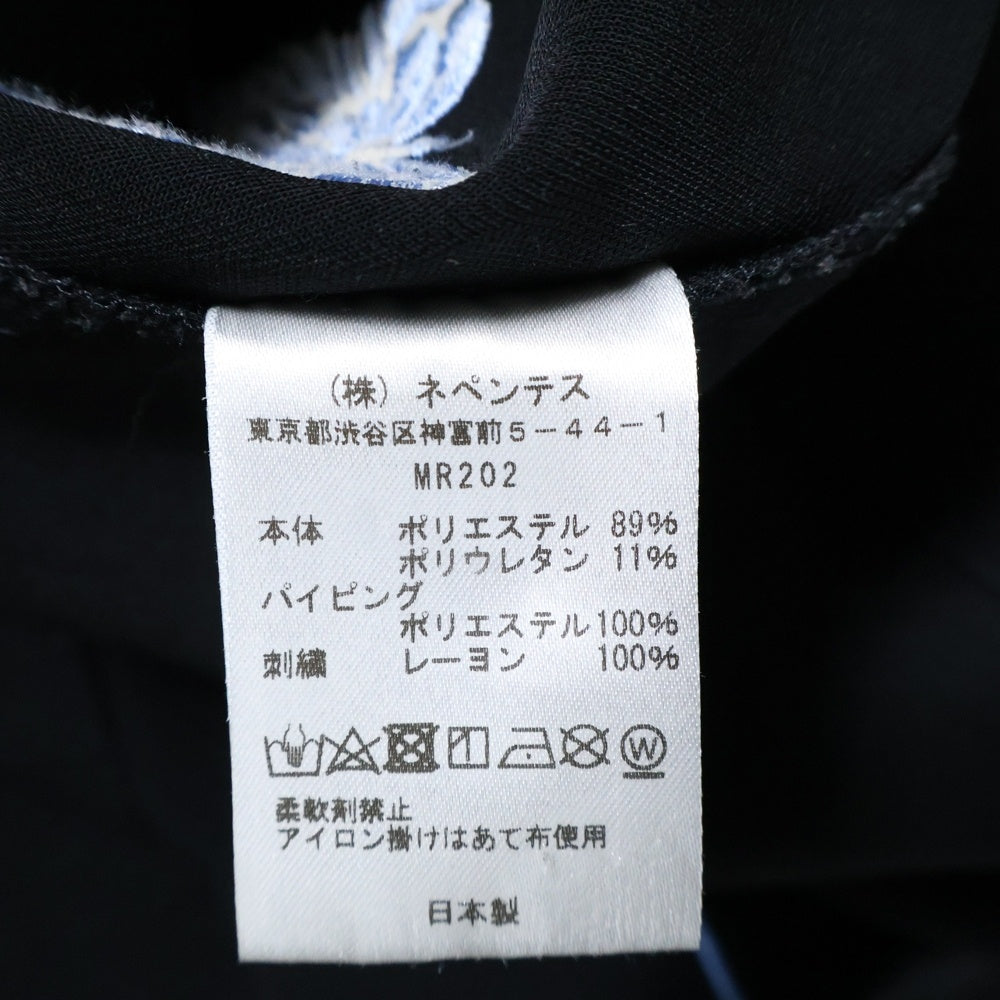 (株) ネペンテス
東京都渋谷区神宮前5-44-1
MR202
本体 ポリエステル 89%
ポリウレタン 11%
パイピング
ポリエステル100%
刺繍 レーヨン 100%
W
柔軟剤禁止
アイロン掛けはあて布使用
日本製